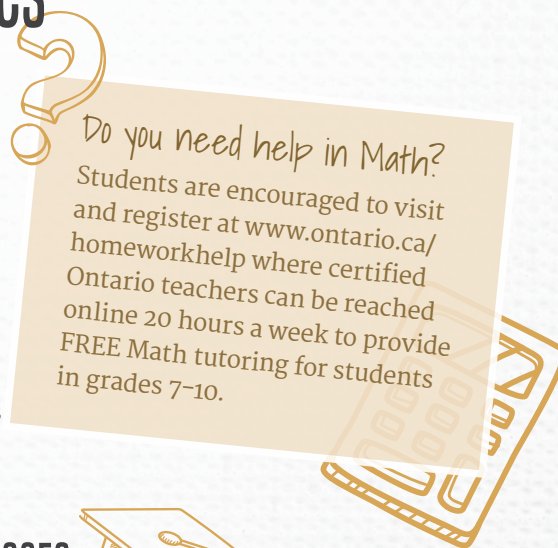 Do you need help in Math?
Students are encouraged to visit
and register at www.ontario.ca/
homeworkhelp where certified
Ontario teachers can be reached
online 20 hours a week to provide
FREE Math tutoring for students
in grades 7–10.